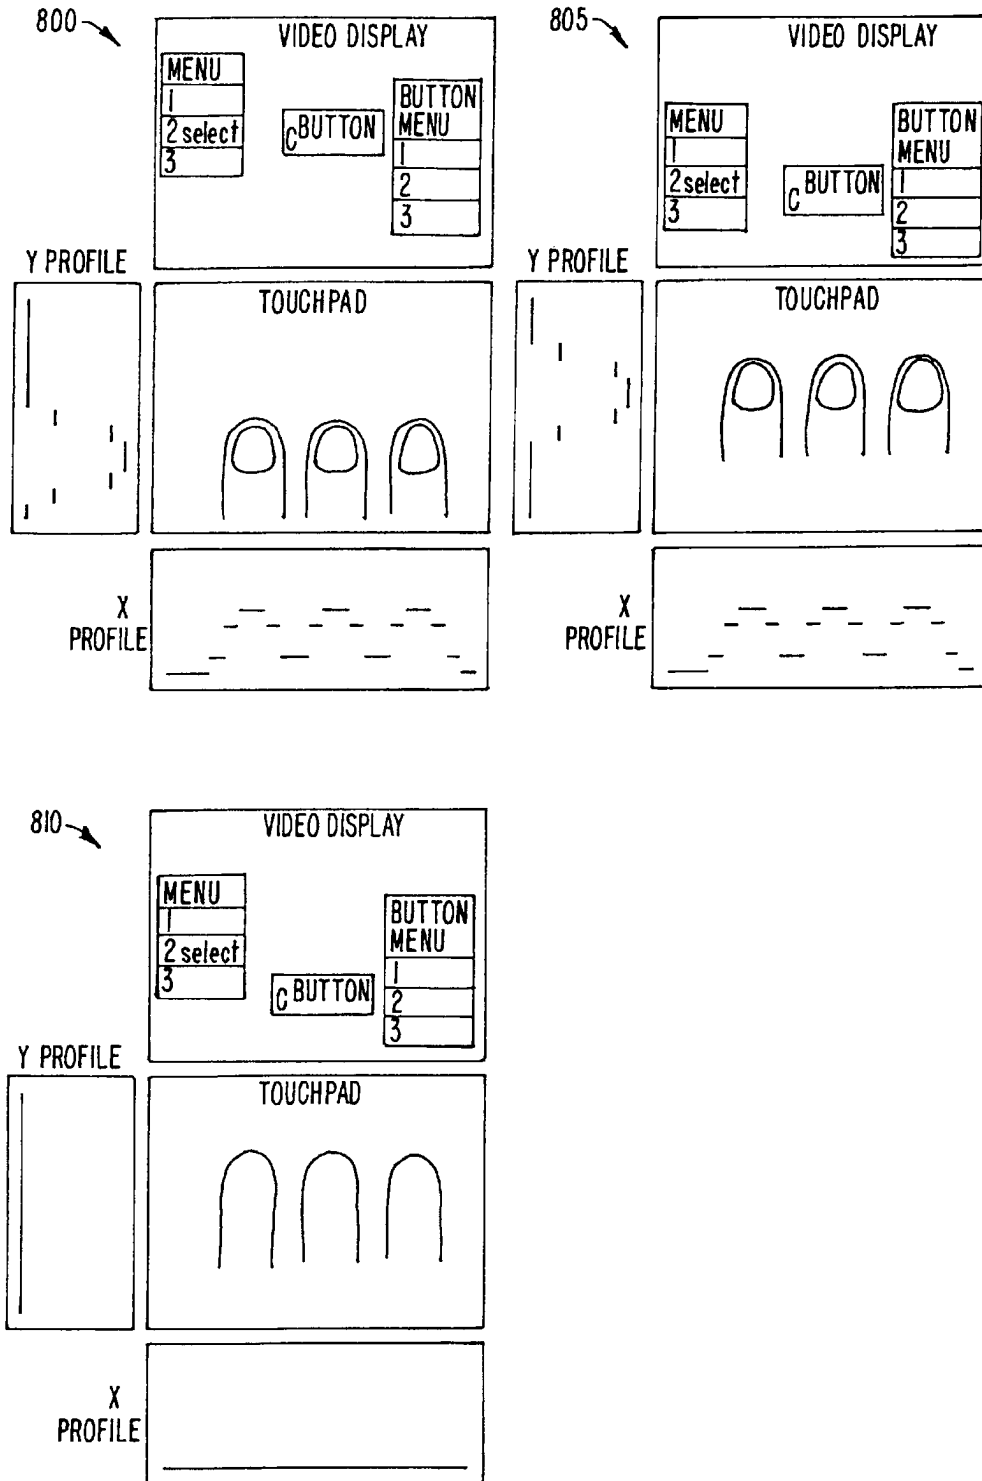 800
VIDEO DISPLAY
MENU
1
2 select
3
C BUTTON
BUTTON
MENU
1
2
3
Y PROFILE
TOUCHPAD
X
PROFILE
805
VIDEO DISPLAY
MENU
1
2 select
3
C BUTTON
BUTTON
MENU
1
2
3
Y PROFILE
TOUCHPAD
X
PROFILE
810
VIDEO DISPLAY
MENU
1
2 select
3
C BUTTON
BUTTON
MENU
1
2
3
Y PROFILE
TOUCHPAD
X
PROFILE